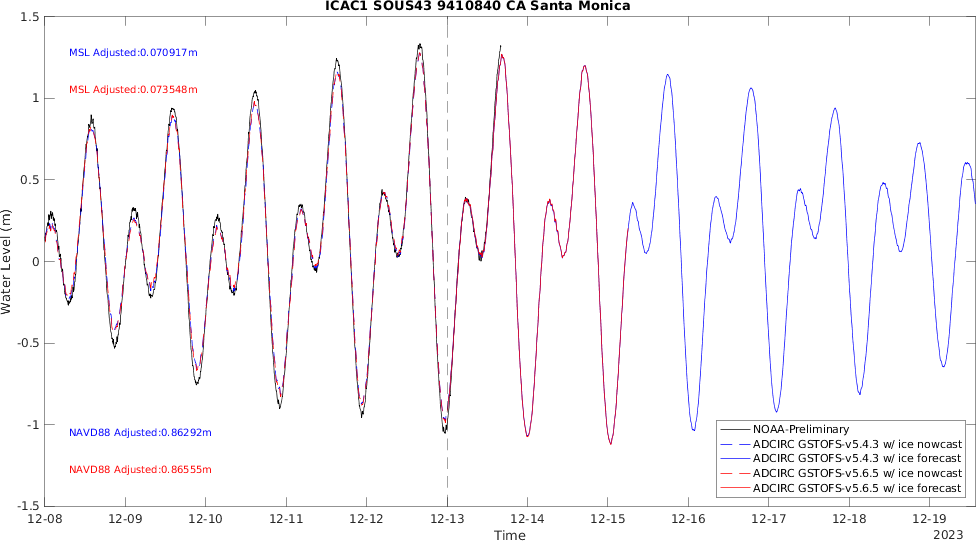 ICAC1 SOUS43 9410840 CA Santa Monica
1.5
1
0.5
0
-0.5
-1
-1.5
Water Level (m)
MSL Adjusted:0.070917m
MSL Adjusted:0.073548m
NAVD88 Adjusted:0.86292m
NAVD88 Adjusted:0.86555m
NOAA-Preliminary
ADCIRC GSTOFS-v5.4.3 w/ ice nowcast
ADCIRC GSTOFS-v5.4.3 w/ ice forecast
ADCIRC GSTOFS-v5.6.5 w/ ice nowcast
ADCIRC GSTOFS-v5.6.5 w/ ice forecast
12-08 12-09 12-10 12-11 12-12 12-13 12-14 12-15 12-16 12-17 12-18 12-19
Time
2023